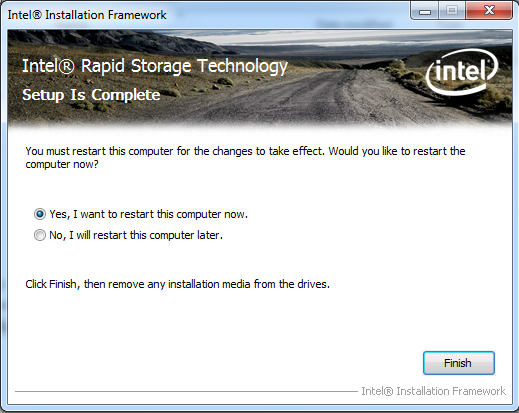 Intel® Installation Framework
Intel® Rapid Storage Technology
Setup Is Complete
intel
You must restart this computer for the changes to take effect. Would you like to restart the
computer now?
Yes, I want to restart this computer now.
No, I will restart this computer later.
Click Finish, then remove any installation media from the drives.
Finish
Intel® Installation Framework